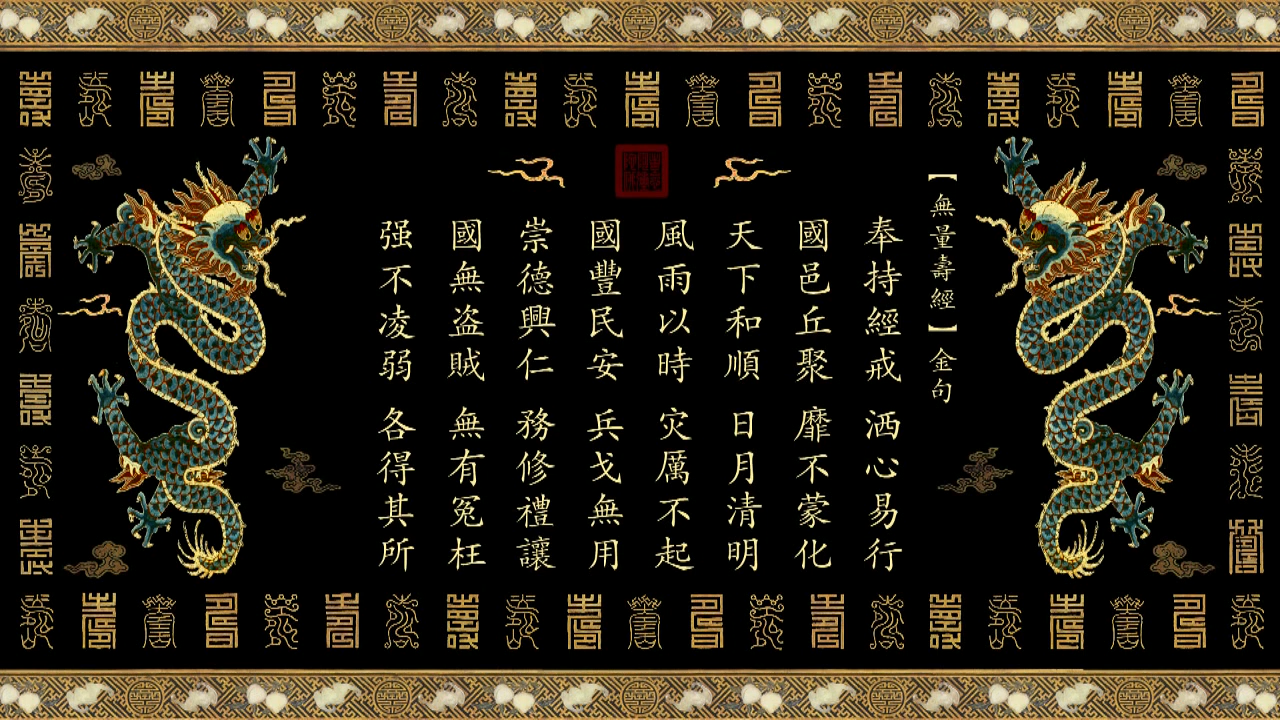 【無量壽經】金句
奉持經戒 洒心易行
國邑丘聚 靡不蒙化
天下和順 日月清明
風雨以時 灾厲不起
國豐民安 兵戈無用
崇德興仁 務修禮讓
國無盗賊 無有冤枉
强不凌弱 各得其所